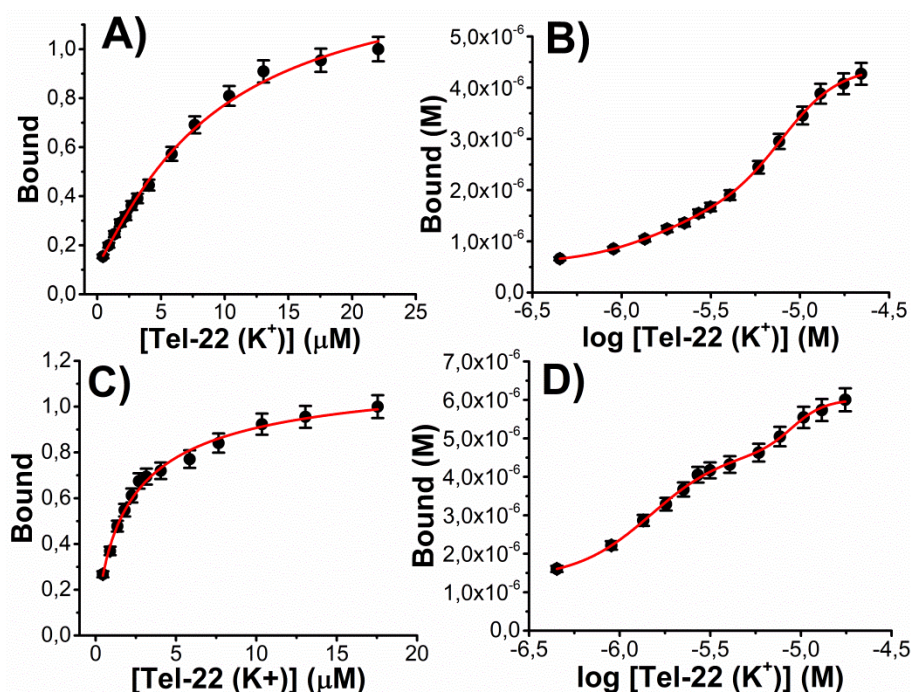 A)
1,0
0,8
0,6
0,4
0,2
0,0
Bound
0 5 10 15 20 25
[Tel-22 (K⁺)] (μM)
B)
5,0x10⁻⁶
4,0x10⁻⁶
3,0x10⁻⁶
2,0x10⁻⁶
1,0x10⁻⁶
0,0
Bound (M)
-6,5 -6,0 -5,5 -5,0 -4,5
log [Tel-22 (K⁺)] (M)
C)
1,2
1,0
0,8
0,6
0,4
0,2
0,0
Bound
0 5 10 15 20
[Tel-22 (K+)] (μM)
D)
7,0x10⁻⁶
6,0x10⁻⁶
5,0x10⁻⁶
4,0x10⁻⁶
3,0x10⁻⁶
2,0x10⁻⁶
1,0x10⁻⁶
0,0
Bound (M)
-6,5 -6,0 -5,5 -5,0 -4,5
log [Tel-22 (K⁺)] (M)